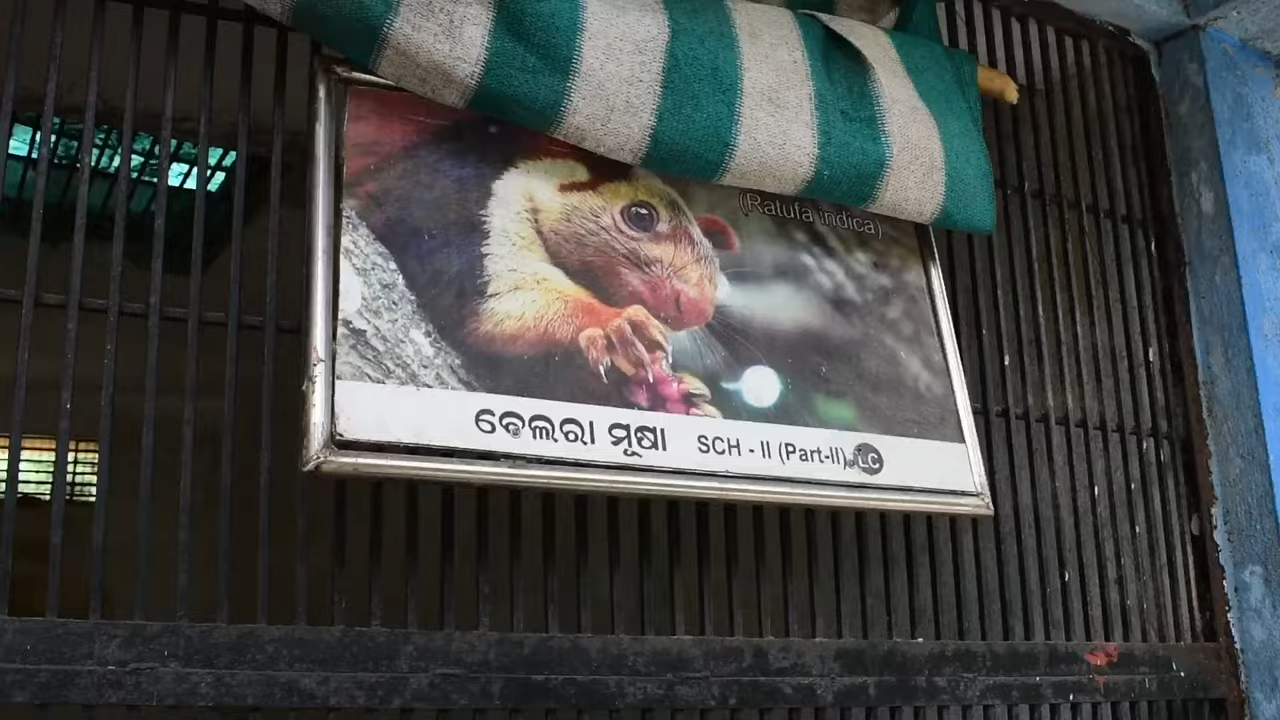 (Ratufa indica)
ଢେଲରା ମୂଷା SCH - II (Part-II) LC